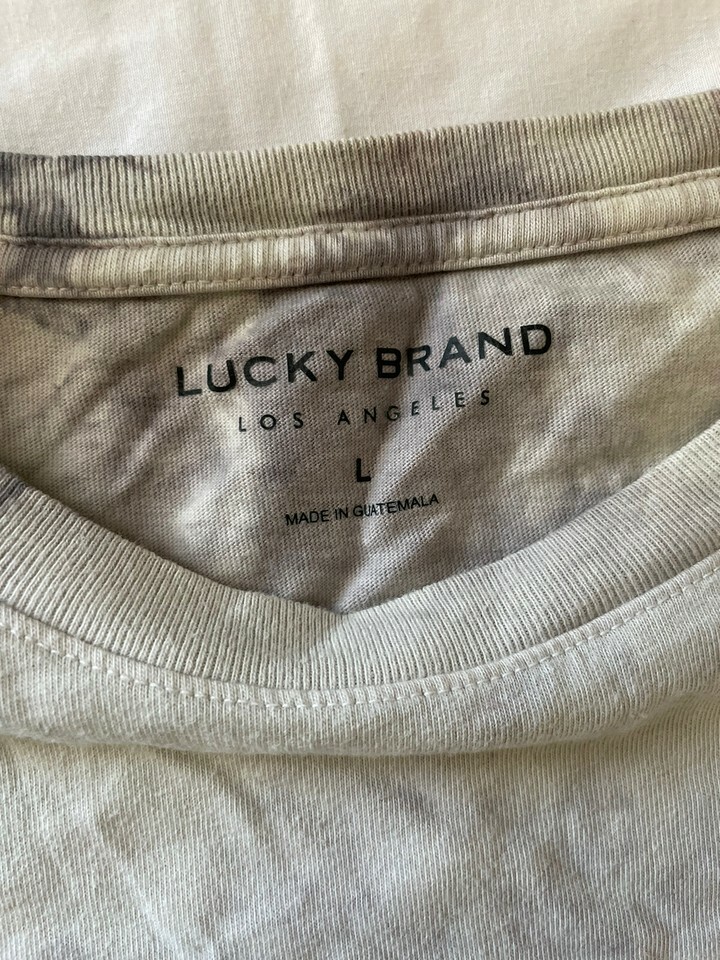 LUCKY BRAND
LOS ANGELES
L
MADE IN GUATEMALA